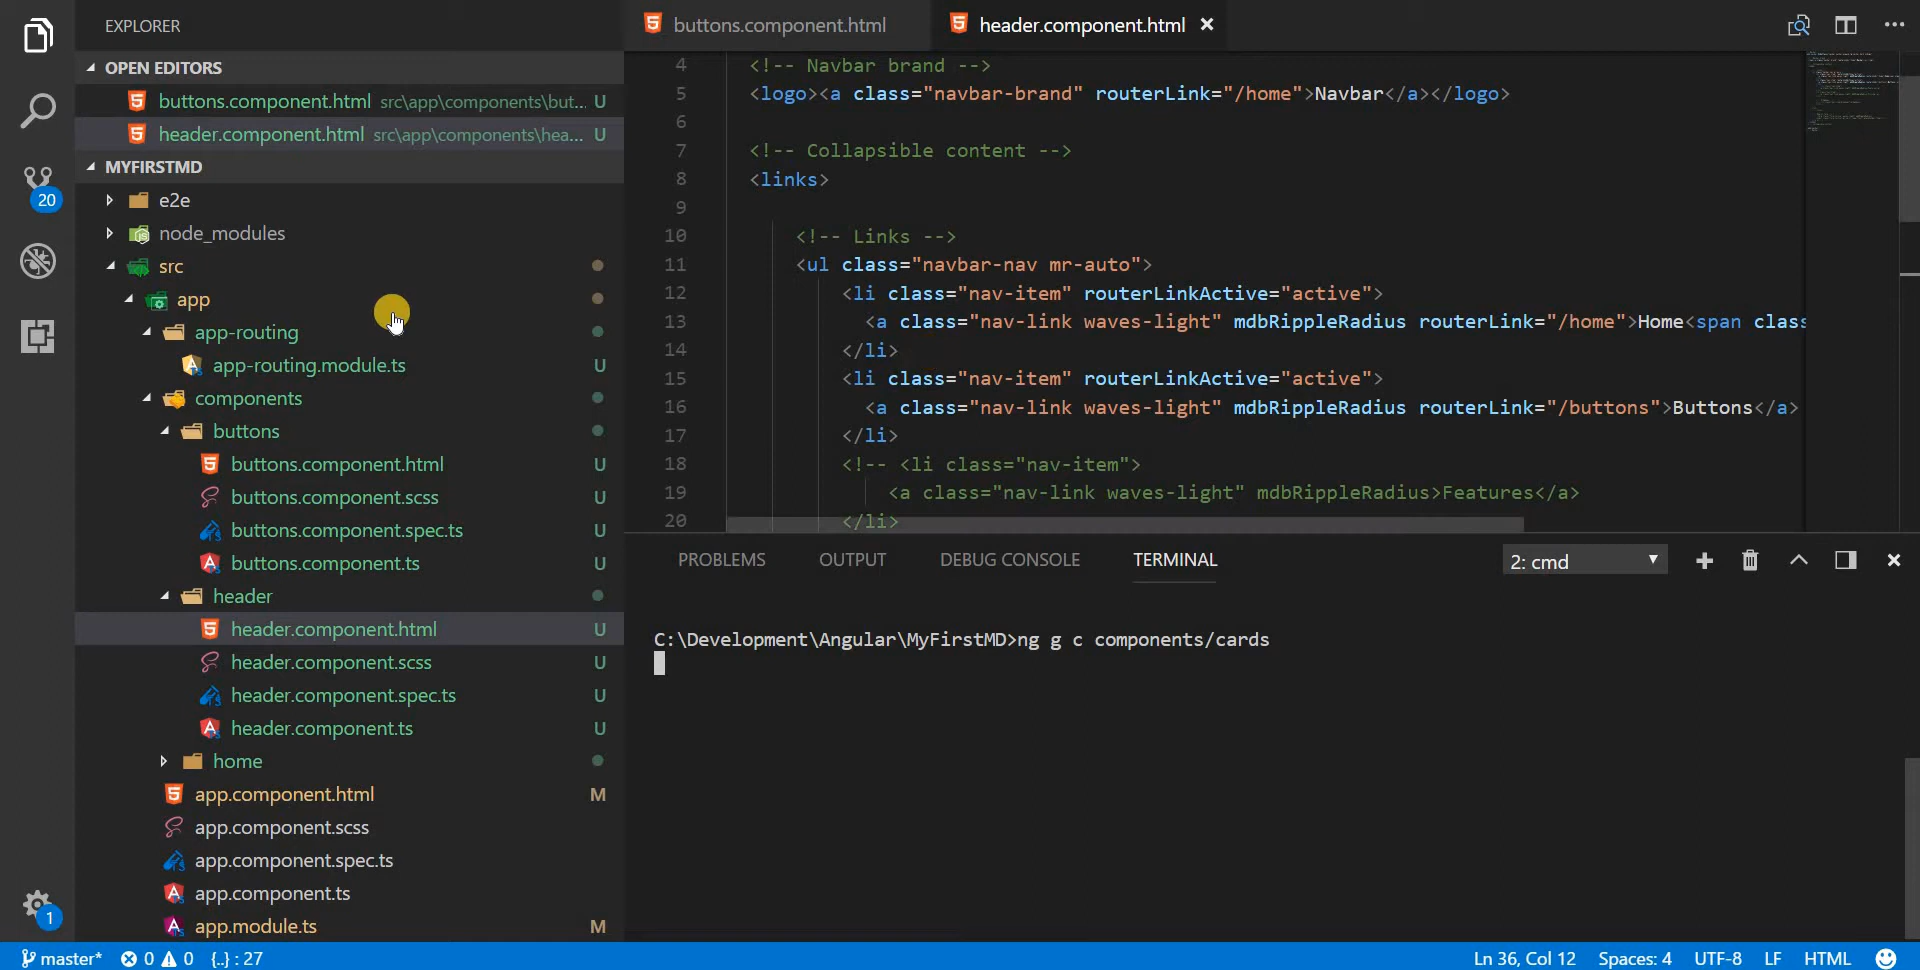 EXPLORER
OPEN EDITORS
buttons.component.html src\app\components\but... U
header.component.html src\app\components\hea... U
20
MYFIRSTMD
e2e
node_modules
src
app
app-routing
app-routing.module.ts U
components
buttons
buttons.component.html U
buttons.component.scss U
buttons.component.spec.ts U
buttons.component.ts U
header
header.component.html U
header.component.scss U
header.component.spec.ts U
header.component.ts U
home
app.component.html M
app.component.scss
app.component.spec.ts
app.component.ts
app.module.ts M
1
buttons.component.html header.component.html
4 <!-- Navbar brand -->
5 <logo><a class="navbar-brand" routerLink="/home">Navbar</a></logo>
6
7 <!-- Collapsible content -->
8 <links>
9
10 <!-- Links -->
11 <ul class="navbar-nav mr-auto">
12 <li class="nav-item" routerLinkActive="active">
13 <a class="nav-link waves-light" mdbRippleRadius routerLink="/home">Home<span class
14 </li>
15 <li class="nav-item" routerLinkActive="active">
16 <a class="nav-link waves-light" mdbRippleRadius routerLink="/buttons">Buttons</a>
17 </li>
18 <!-- <li class="nav-item">
19 <a class="nav-link waves-light" mdbRippleRadius>Features</a>
20 </li>
PROBLEMS OUTPUT DEBUG CONSOLE TERMINAL 2: cmd
C:\Development\Angular\MyFirstMD>ng g c components/cards
master* 0 0 {..} : 27 Ln 36, Col 12 Spaces: 4 UTF-8 LF HTML